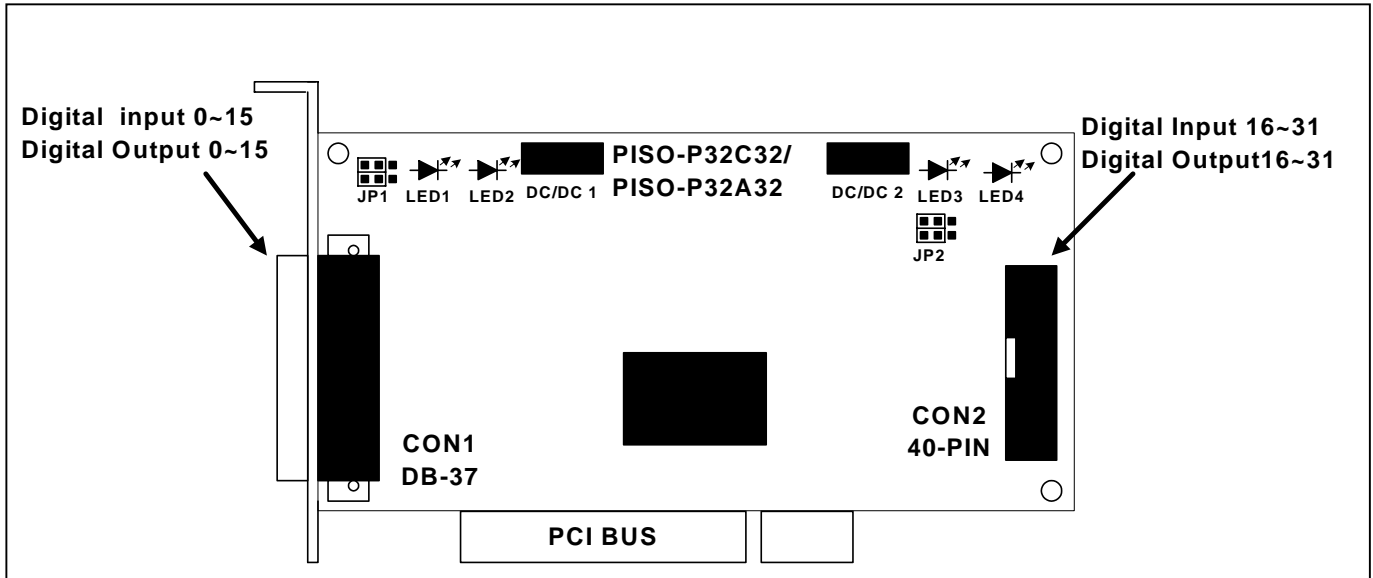 Digital input 0~15
Digital Output 0~15
Digital Input 16~31
Digital Output16~31
PISO-P32C32/
PISO-P32A32
JP1
LED1
LED2
DC/DC 1
DC/DC 2
LED3
LED4
JP2
CON1
DB-37
CON2
40-PIN
PCI BUS